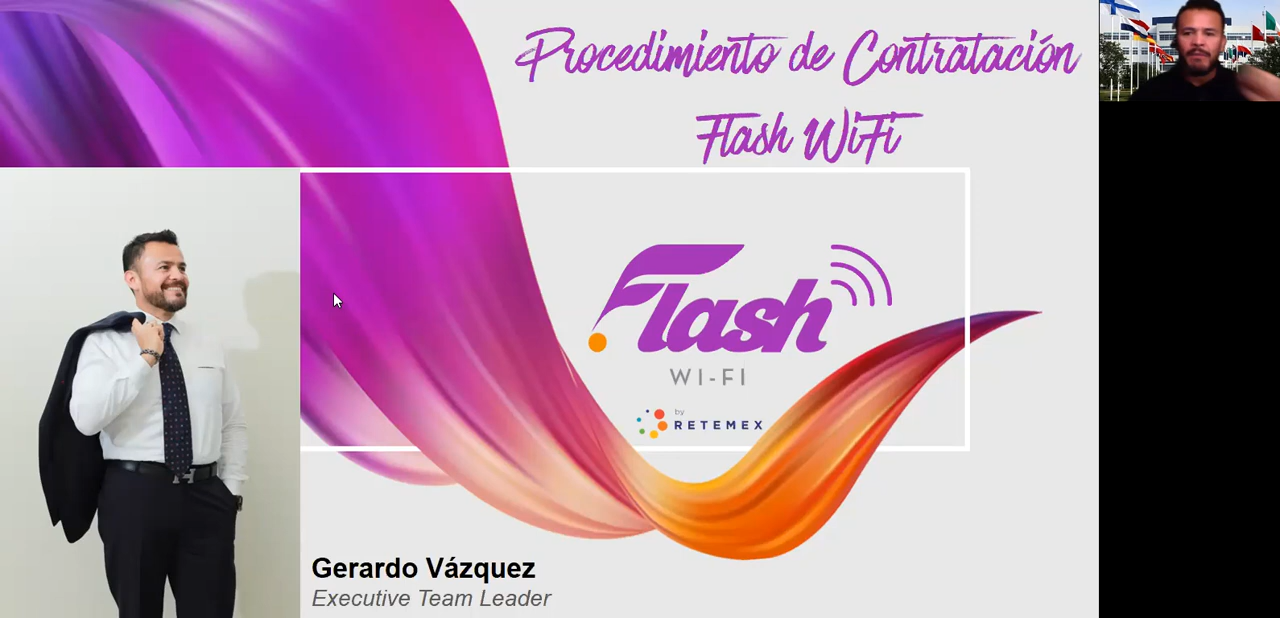 Procedimiento de Contratación
Flash WiFi
Flash
WI-FI
by
RETEMEX
Gerardo Vázquez
Executive Team Leader